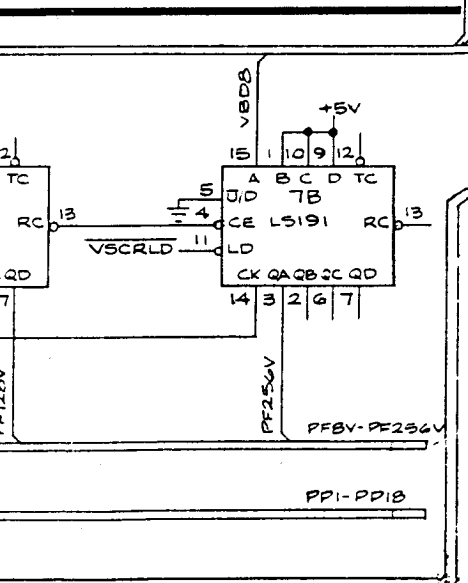 VBD8
+5V
2
15 1 10 9 12
TC
A B C D TC
5 U/D 7B
13
4 CE LS191 RC 13
RC
VSCRLD 11 LD
QD
CK QA QB QC QD
7
14 3 2 6 7
PF128V
PF256V
PF8V-PF256V
PP1-PP18